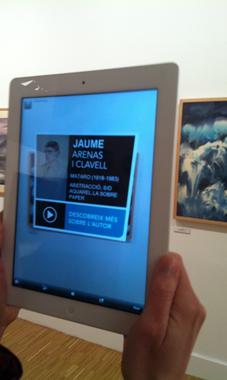 JAUME
ARENAS
I CLAVELL
MATARÓ (1918-1983)
ABSTRACCIÓ, S/D
AQUAREL·LA SOBRE
PAPER
DESCOBREIX MÉS
SOBRE L'AUTOR